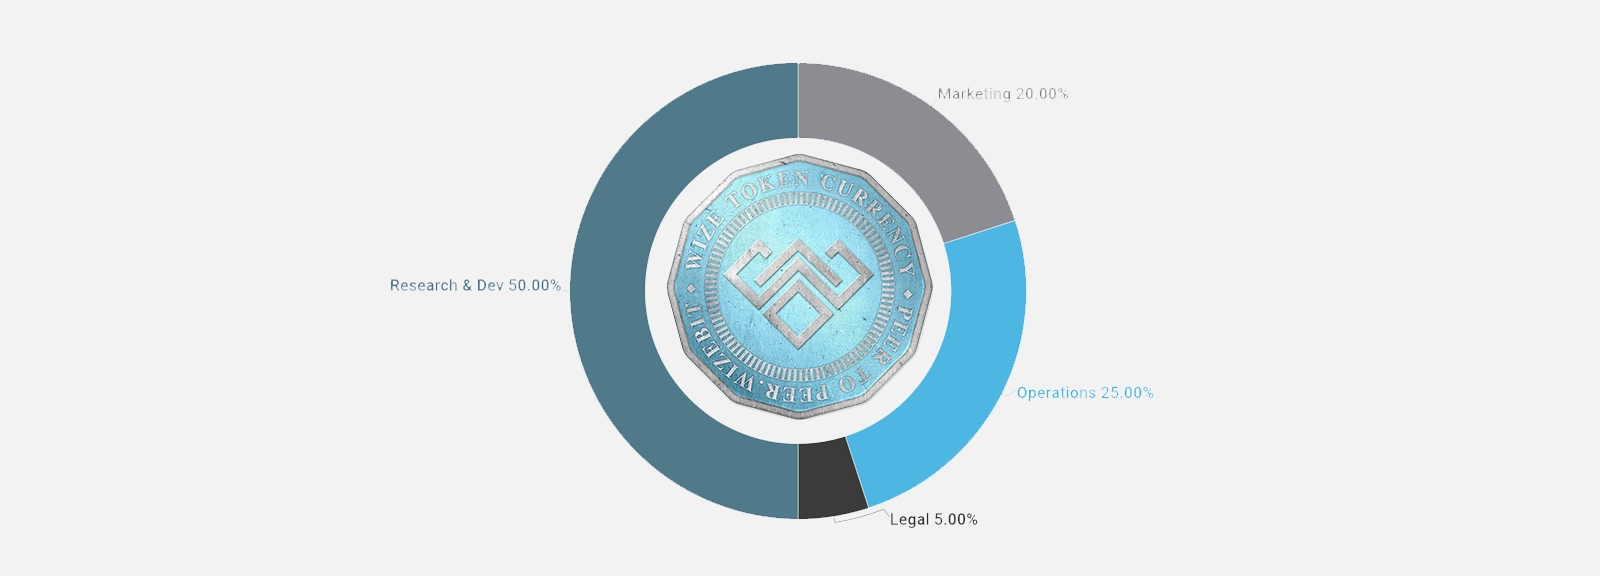 Marketing 20.00%
WIZE TOKEN CURRENCY
Research & Dev 50.00%
PEER TO PEER.WIZEBIT
Operations 25.00%
Legal 5.00%